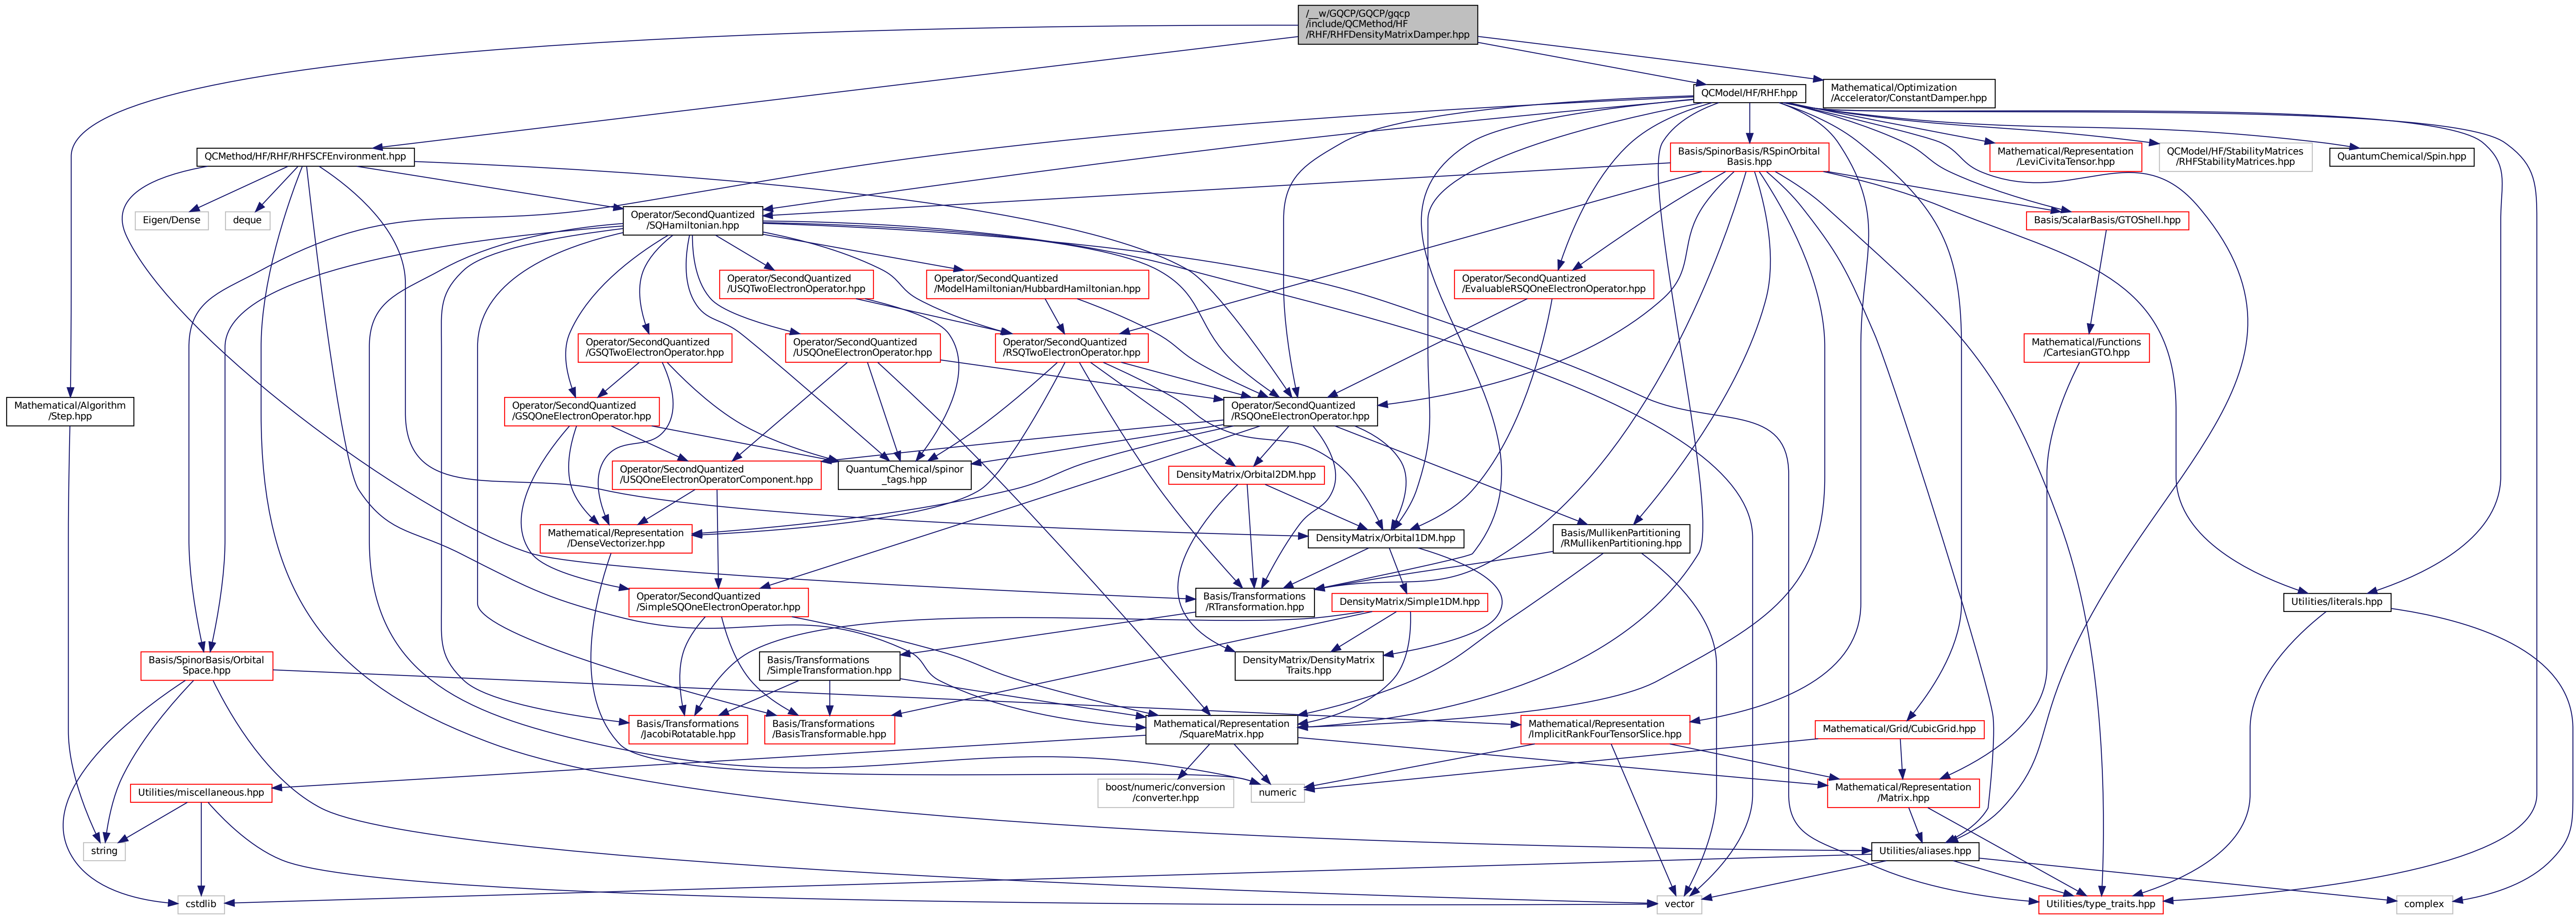 /__w/GQCP/GQCP/gqcp
/include/QCMethod/HF
/RHF/RHFDensityMatrixDamper.hpp
QCModel/HF/RHF.hpp
Mathematical/Optimization
/Accelerator/ConstantDamper.hpp
QCMethod/HF/RHF/RHFSCFEnvironment.hpp
Basis/SpinorBasis/RSpinOrbital
Basis.hpp
Mathematical/Representation
/LeviCivitaTensor.hpp
QCModel/HF/StabilityMatrices
/RHFStabilityMatrices.hpp
QuantumChemical/Spin.hpp
Eigen/Dense
deque
Operator/SecondQuantized
/SQHamiltonian.hpp
Basis/ScalarBasis/GTOShell.hpp
Operator/SecondQuantized
/USQTwoElectronOperator.hpp
Operator/SecondQuantized
/ModelHamiltonian/HubbardHamiltonian.hpp
Operator/SecondQuantized
/EvaluableRSQOneElectronOperator.hpp
Operator/SecondQuantized
/GSQTwoElectronOperator.hpp
Operator/SecondQuantized
/USQOneElectronOperator.hpp
Operator/SecondQuantized
/RSQTwoElectronOperator.hpp
Mathematical/Functions
/CartesianGTO.hpp
Mathematical/Algorithm
/Step.hpp
Operator/SecondQuantized
/GSQOneElectronOperator.hpp
Operator/SecondQuantized
/RSQOneElectronOperator.hpp
Operator/SecondQuantized
/USQOneElectronOperatorComponent.hpp
QuantumChemical/spinor
_tags.hpp
DensityMatrix/Orbital2DM.hpp
Mathematical/Representation
/DenseVectorizer.hpp
DensityMatrix/Orbital1DM.hpp
Basis/MullikenPartitioning
/RMullikenPartitioning.hpp
Operator/SecondQuantized
/SimpleSQOneElectronOperator.hpp
Basis/Transformations
/RTransformation.hpp
DensityMatrix/Simple1DM.hpp
Utilities/literals.hpp
Basis/SpinorBasis/Orbital
Space.hpp
Basis/Transformations
/SimpleTransformation.hpp
DensityMatrix/DensityMatrix
Traits.hpp
Basis/Transformations
/JacobiRotatable.hpp
Basis/Transformations
/BasisTransformable.hpp
Mathematical/Representation
/SquareMatrix.hpp
Mathematical/Representation
/ImplicitRankFourTensorSlice.hpp
Mathematical/Grid/CubicGrid.hpp
Utilities/miscellaneous.hpp
boost/numeric/conversion
/converter.hpp
numeric
Mathematical/Representation
/Matrix.hpp
string
Utilities/aliases.hpp
cstdlib
vector
Utilities/type_traits.hpp
complex